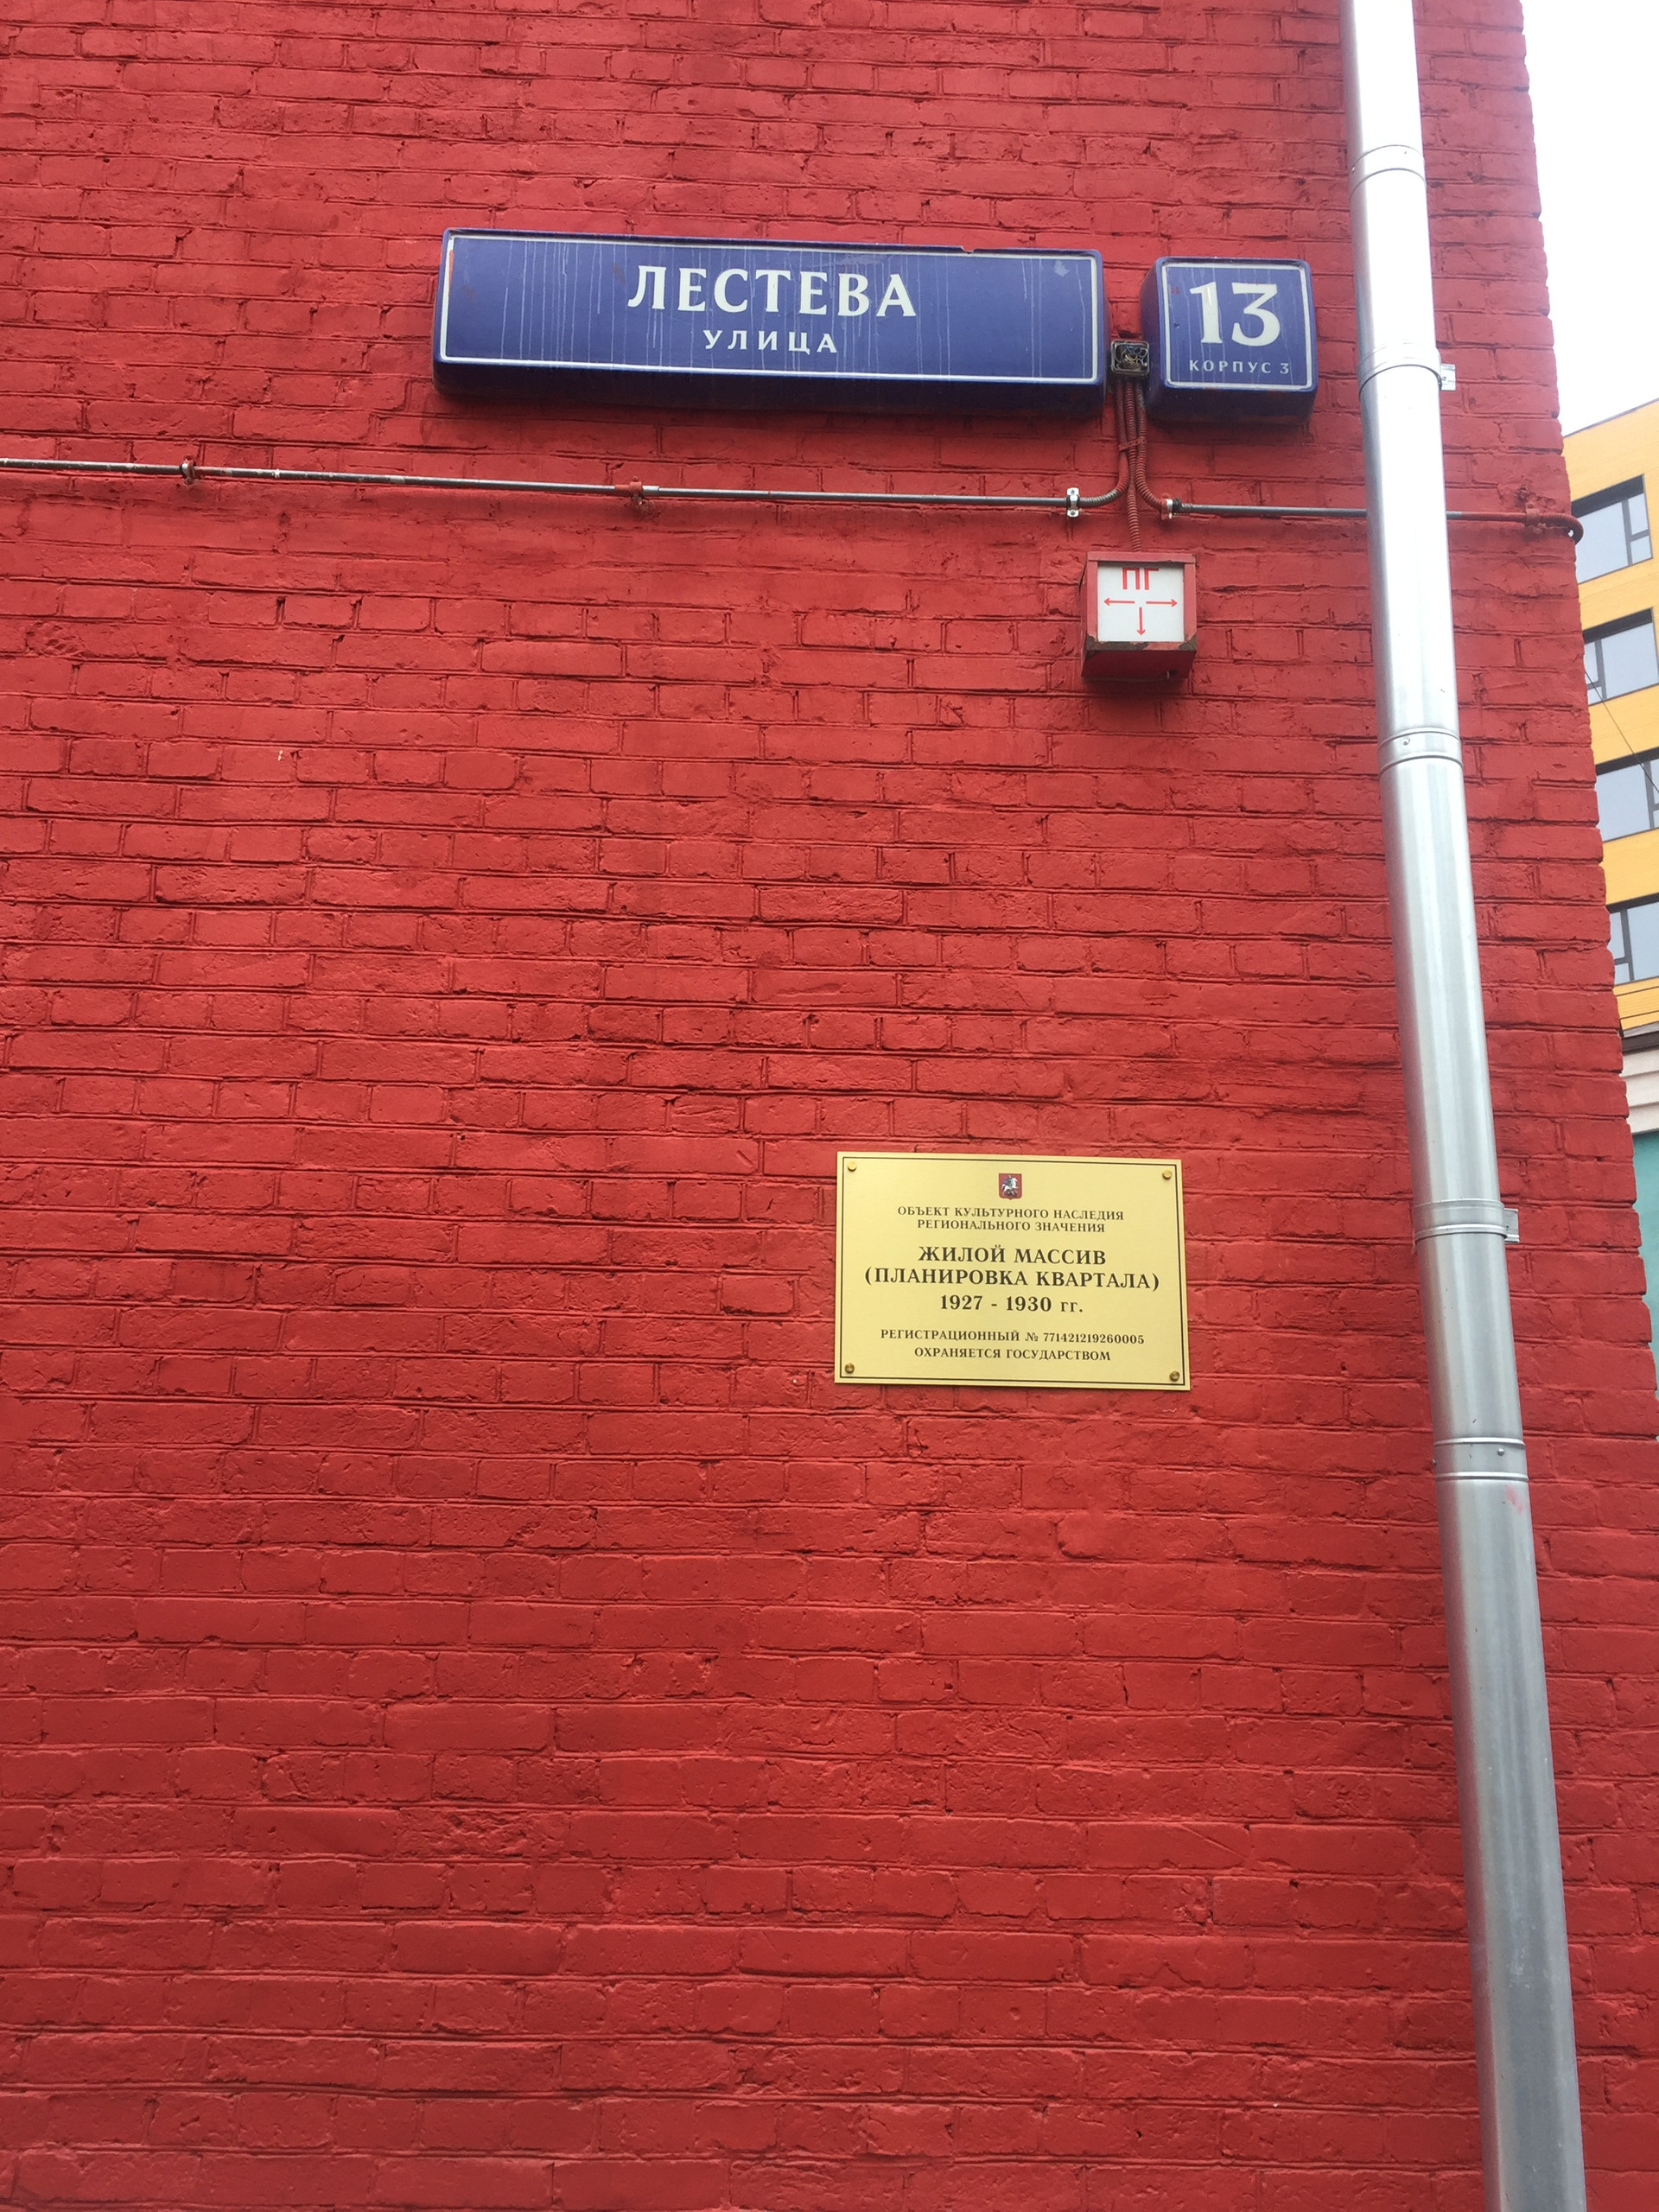 ЛЕСТЕВА
УЛИЦА
13
КОРПУС 3
ПГ
ОБЪЕКТ КУЛЬТУРНОГО НАСЛЕДИЯ
РЕГИОНАЛЬНОГО ЗНАЧЕНИЯ
ЖИЛОЙ МАССИВ
(ПЛАНИРОВКА КВАРТАЛА)
1927 - 1930 гг.
РЕГИСТРАЦИОННЫЙ № 771421219260005
ОХРАНЯЕТСЯ ГОСУДАРСТВОМ